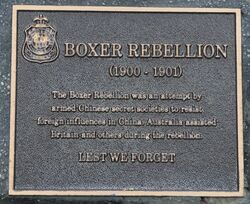 BOXER REBELLION
(1900 - 1901)
The Boxer Rebellion was an attempt by
armed Chinese secret societies to resist
foreign influences in China. Australia assisted
Britain and others during the rebellion.
LEST WE FORGET